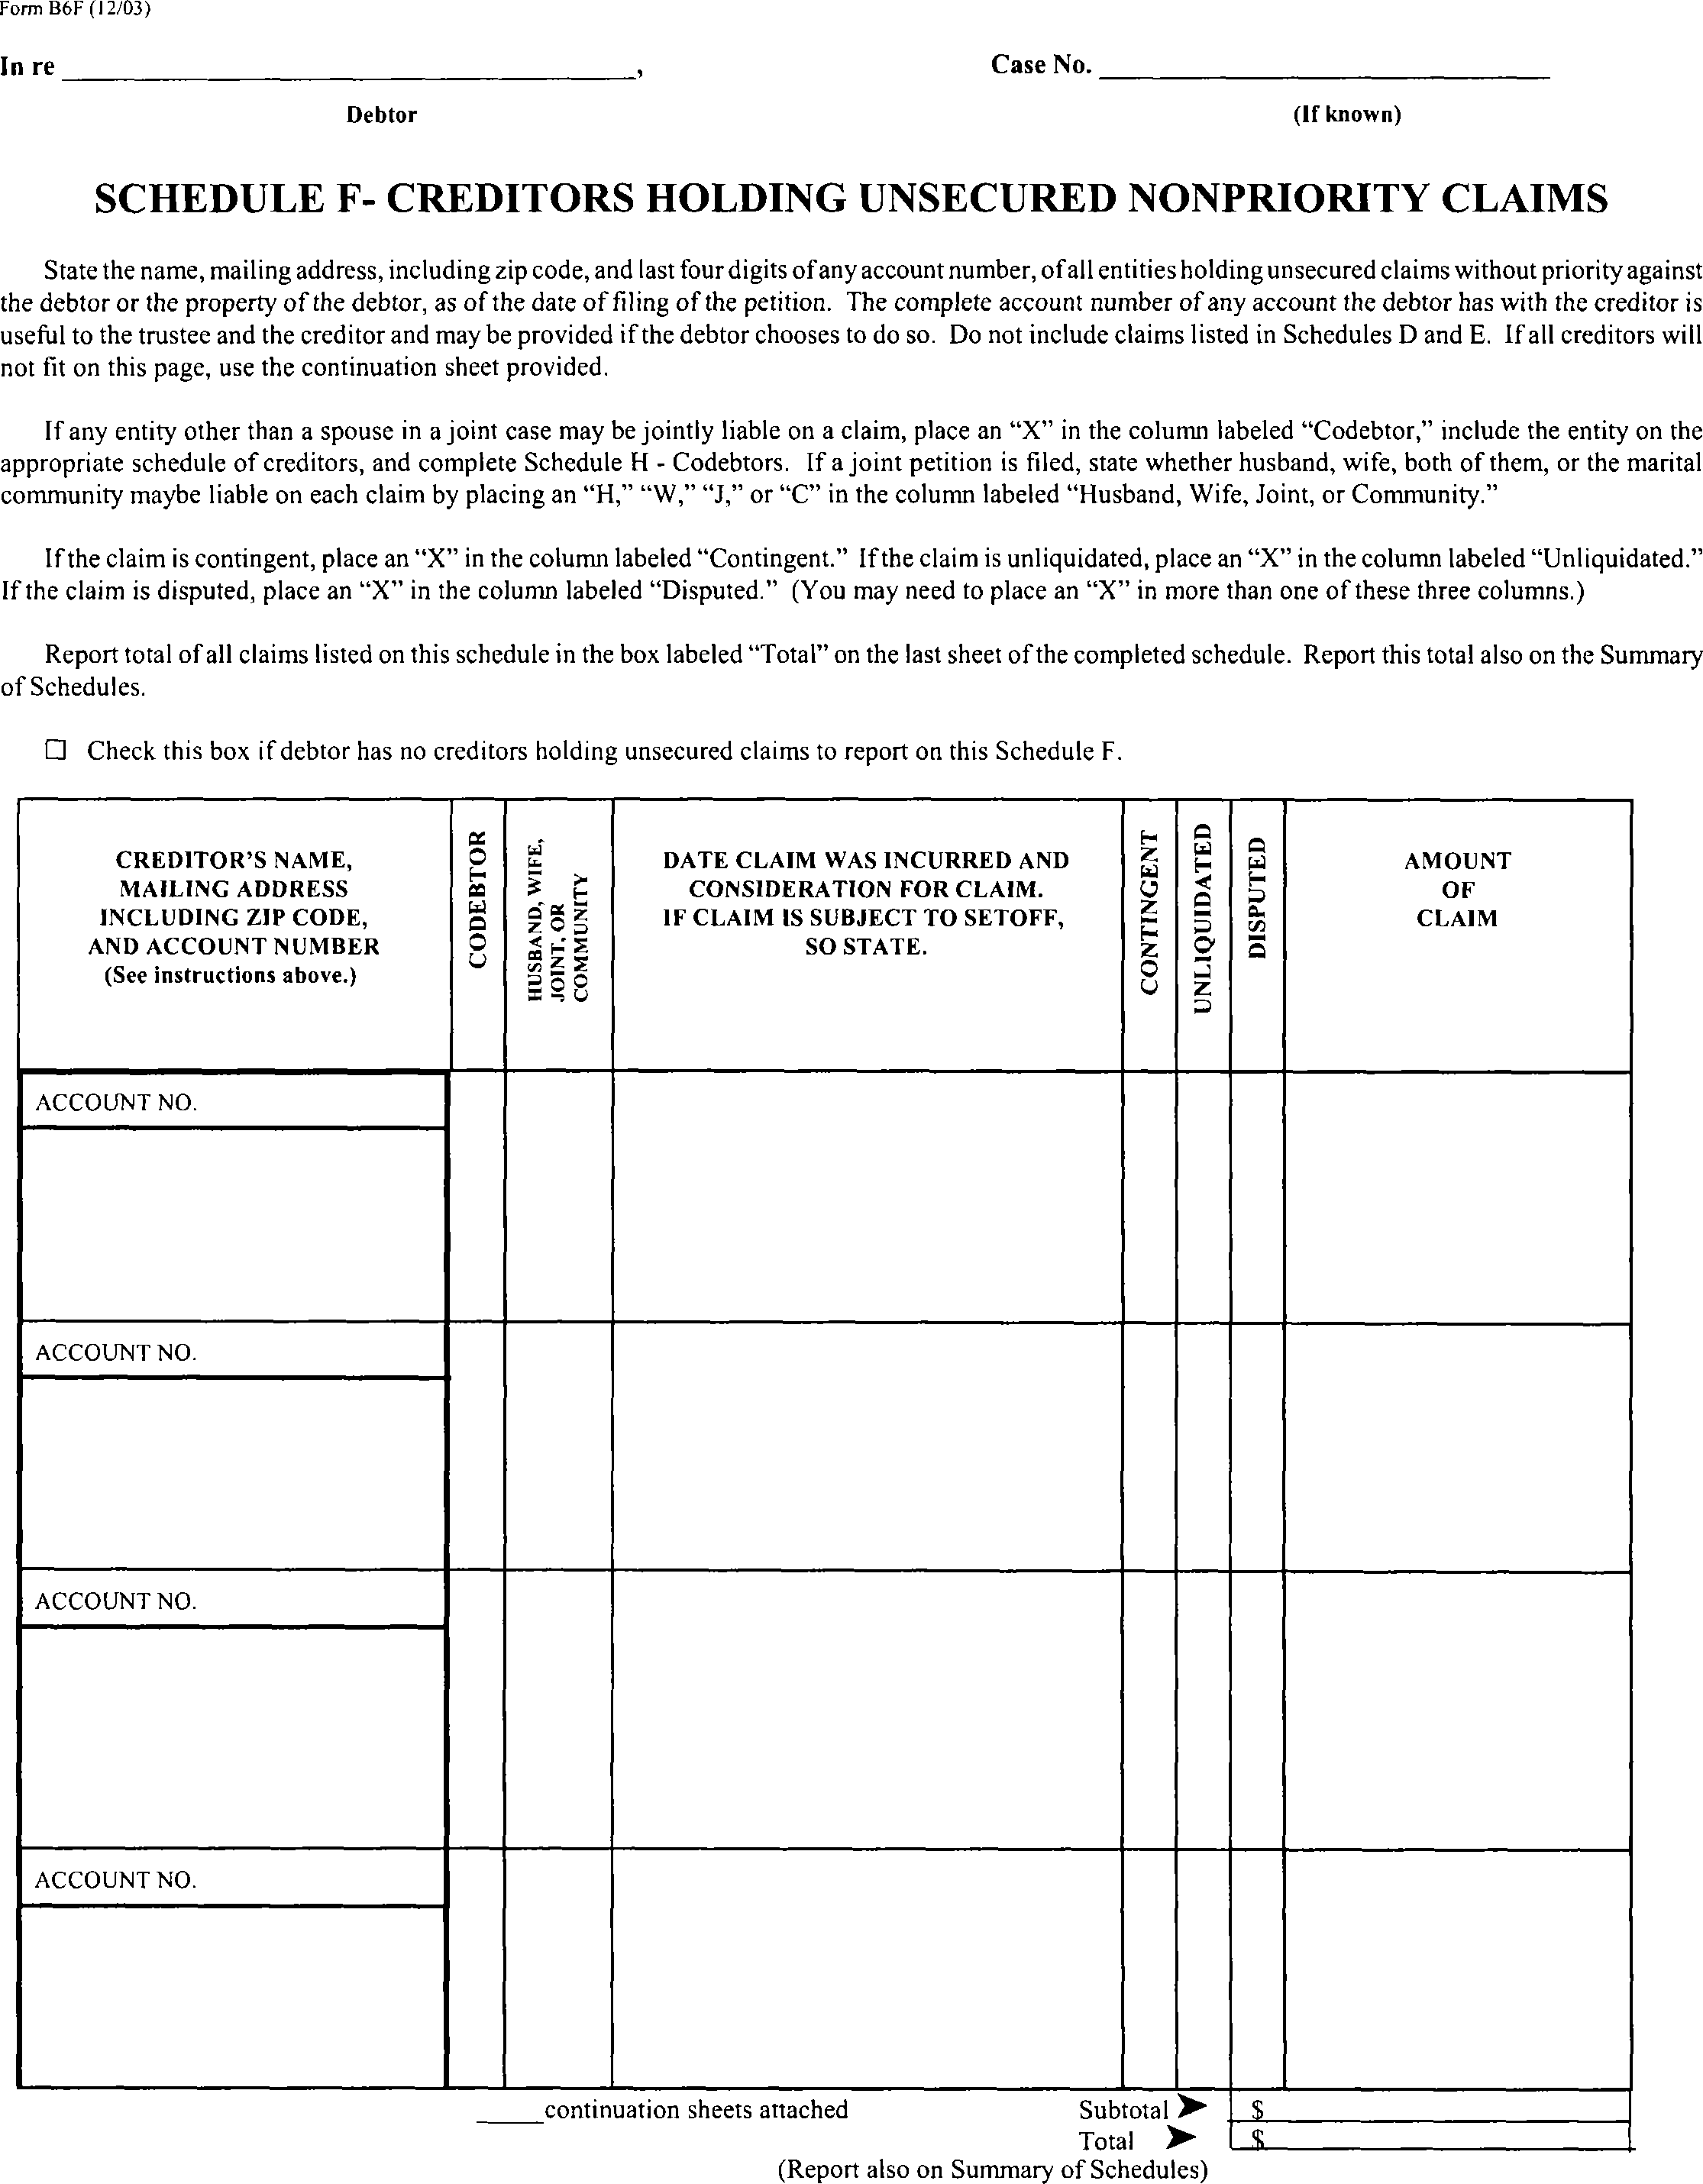 Form B6F (12/03)
In re ____________________, Case No. ____________________
Debtor (If known)
SCHEDULE F- CREDITORS HOLDING UNSECURED NONPRIORITY CLAIMS
State the name, mailing address, including zip code, and last four digits of any account number, of all entities holding unsecured claims without priority against
the debtor or the property of the debtor, as of the date of filing of the petition. The complete account number of any account the debtor has with the creditor is
useful to the trustee and the creditor and may be provided if the debtor chooses to do so. Do not include claims listed in Schedules D and E. If all creditors will
not fit on this page, use the continuation sheet provided.
If any entity other than a spouse in a joint case may be jointly liable on a claim, place an “X” in the column labeled “Codebtor,” include the entity on the
appropriate schedule of creditors, and complete Schedule H - Codebtors. If a joint petition is filed, state whether husband, wife, both of them, or the marital
community maybe liable on each claim by placing an “H,” “W,” “J,” or “C” in the column labeled “Husband, Wife, Joint, or Community.”
If the claim is contingent, place an “X” in the column labeled “Contingent.” If the claim is unliquidated, place an “X” in the column labeled “Unliquidated.”
If the claim is disputed, place an “X” in the column labeled “Disputed.” (You may need to place an “X” in more than one of these three columns.)
Report total of all claims listed on this schedule in the box labeled “Total” on the last sheet of the completed schedule. Report this total also on the Summary
of Schedules.
☐ Check this box if debtor has no creditors holding unsecured claims to report on this Schedule F.
CREDITOR’S NAME,
MAILING ADDRESS
INCLUDING ZIP CODE,
AND ACCOUNT NUMBER
(See instructions above.)
CODEBTOR
HUSBAND, WIFE,
JOINT, OR
COMMUNITY
DATE CLAIM WAS INCURRED AND
CONSIDERATION FOR CLAIM.
IF CLAIM IS SUBJECT TO SETOFF,
SO STATE.
CONTINGENT
UNLIQUIDATED
DISPUTED
AMOUNT
OF
CLAIM
ACCOUNT NO.
ACCOUNT NO.
ACCOUNT NO.
ACCOUNT NO.
_____continuation sheets attached Subtotal ➤ $
Total ➤ $
(Report also on Summary of Schedules)